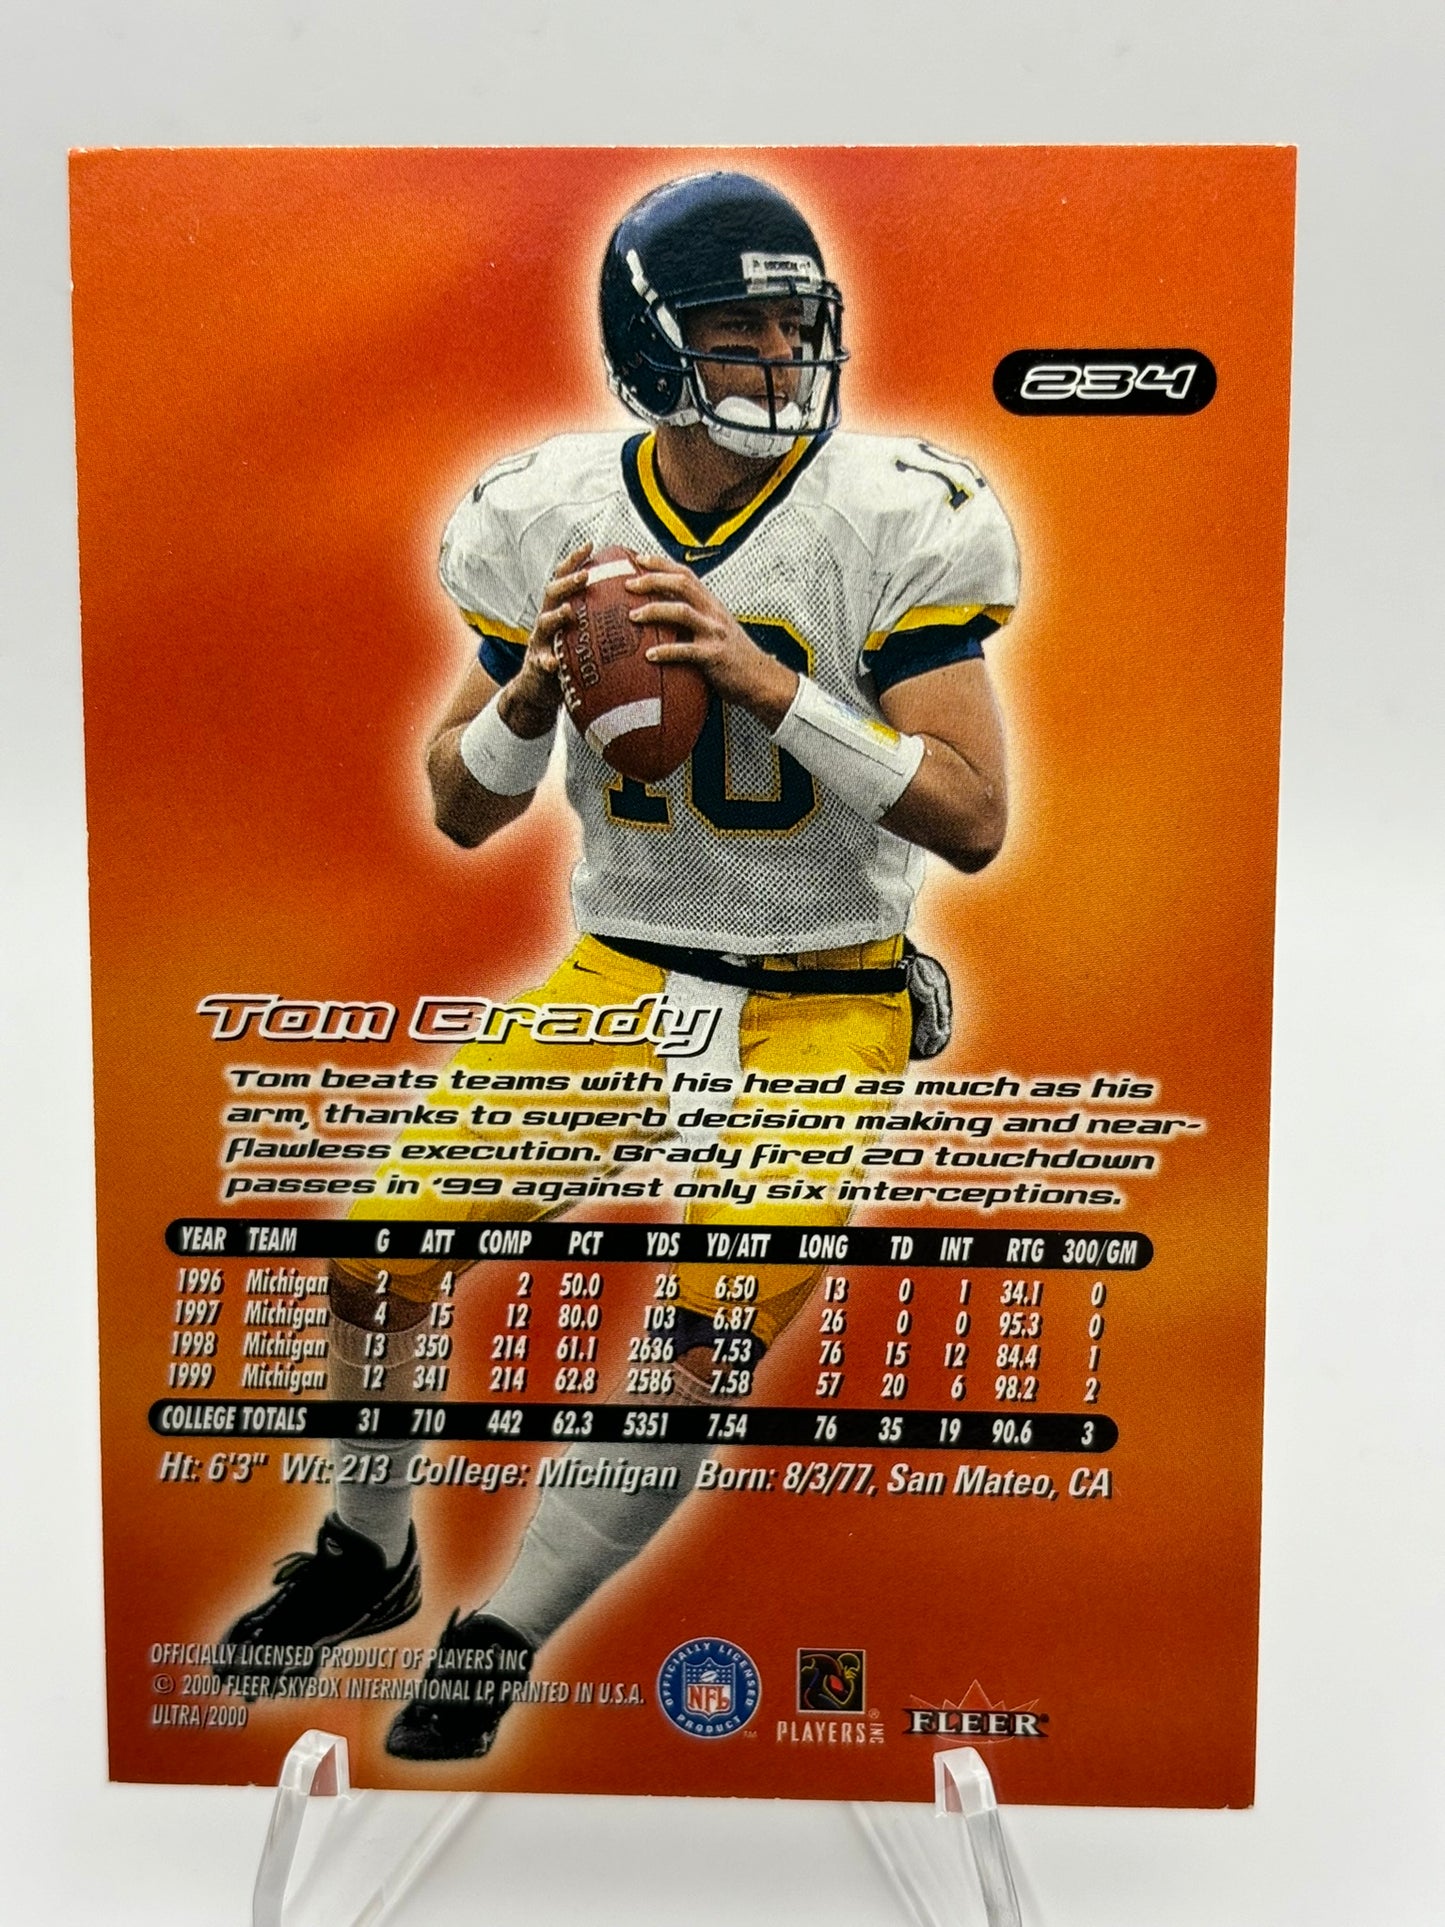 234
10
10
Wilson
Tom Brady
Tom beats teams with his head as much as his
arm, thanks to superb decision making and near-
flawless execution. Brady fired 20 touchdown
passes in '99 against only six interceptions.
YEAR TEAM G ATT COMP PCT YDS YD/ATT LONG TD INT RTG 300/GM
1996 Michigan 2 4 2 50.0 26 6.50 13 0 1 34.1 0
1997 Michigan 4 15 12 80.0 103 6.87 26 0 0 95.3 0
1998 Michigan 13 350 214 61.1 2636 7.53 76 15 12 84.4 1
1999 Michigan 12 341 214 62.8 2586 7.58 57 20 6 98.2 2
COLLEGE TOTALS 31 710 442 62.3 5351 7.54 76 35 19 90.6 3
Ht: 6'3" Wt: 213 College: Michigan Born: 8/3/77, San Mateo, CA
OFFICIALLY LICENSED PRODUCT OF PLAYERS INC
© 2000 FLEER/SKYBOX INTERNATIONAL LP, PRINTED IN U.S.A.
ULTRA/2000
OFFICIALLY LICENSED
NFL
PRODUCT
TM
PLAYERS INC ®
FLEER®